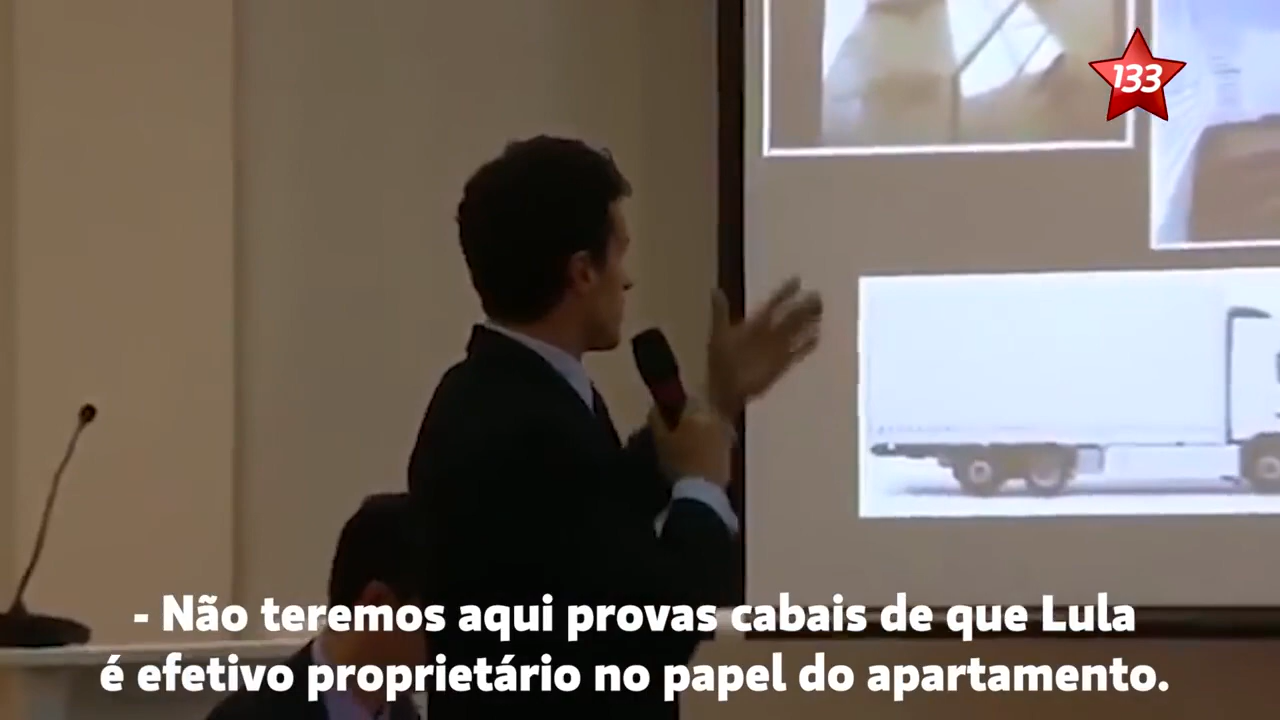 133
- Não teremos aqui provas cabais de que Lula
é efetivo proprietário no papel do apartamento.